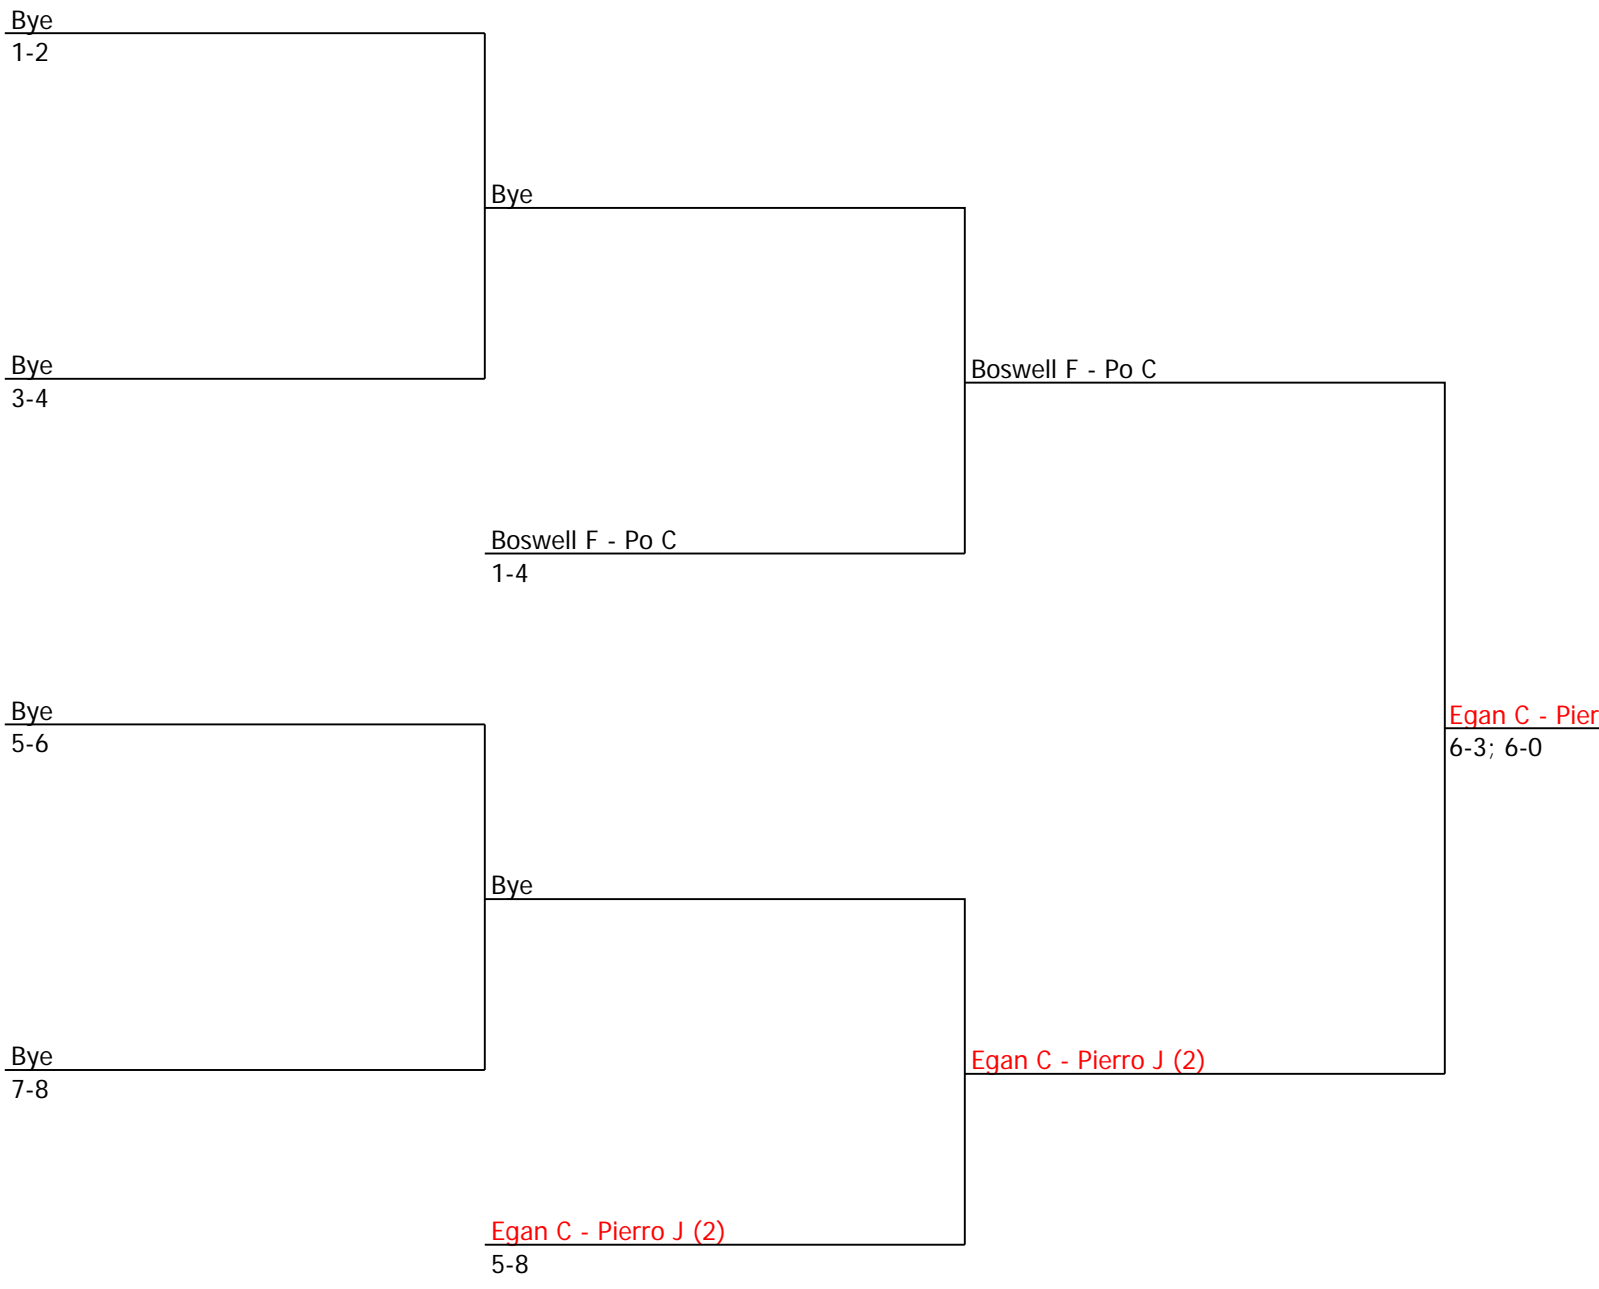 Bye
1-2
Bye
Bye
3-4
Boswell F - Po C
Boswell F - Po C
1-4
Bye
5-6
Egan C - Pier
6-3; 6-0
Bye
Bye
7-8
Egan C - Pierro J (2)
Egan C - Pierro J (2)
5-8